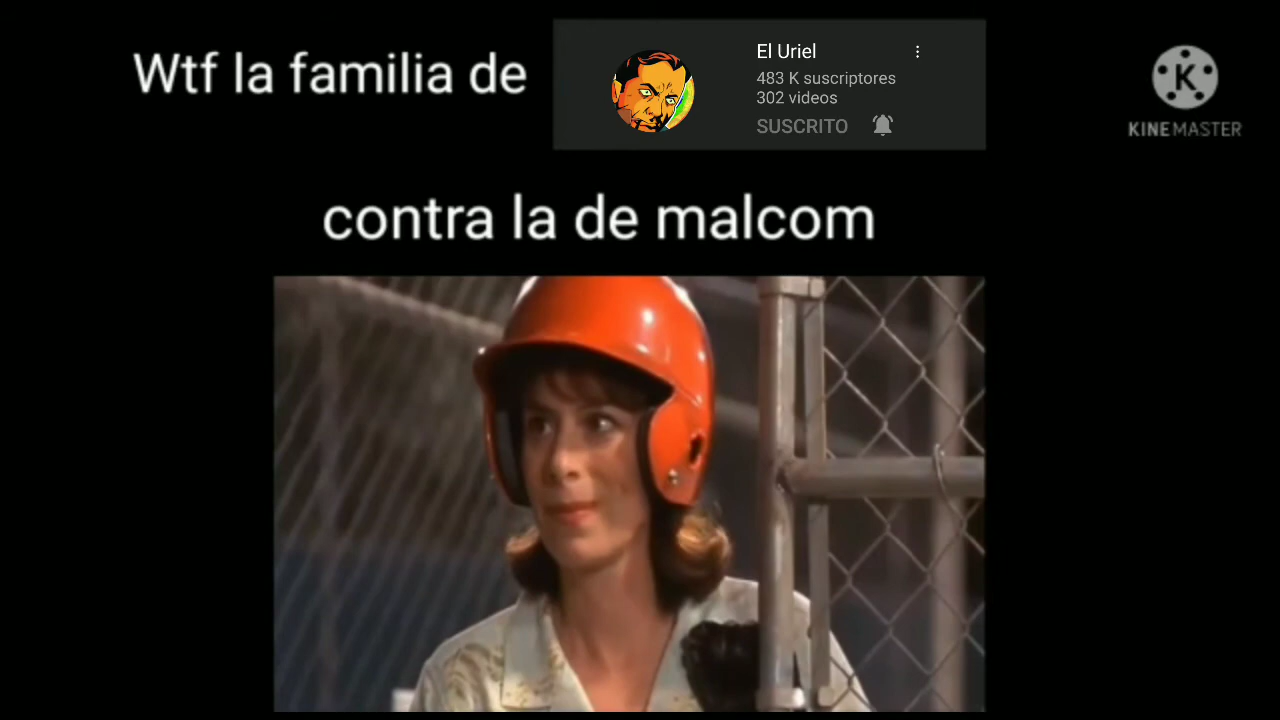 Wtf la familia de
El Uriel
483 K suscriptores
302 videos
SUSCRITO
K
KINEMASTER
contra la de malcom